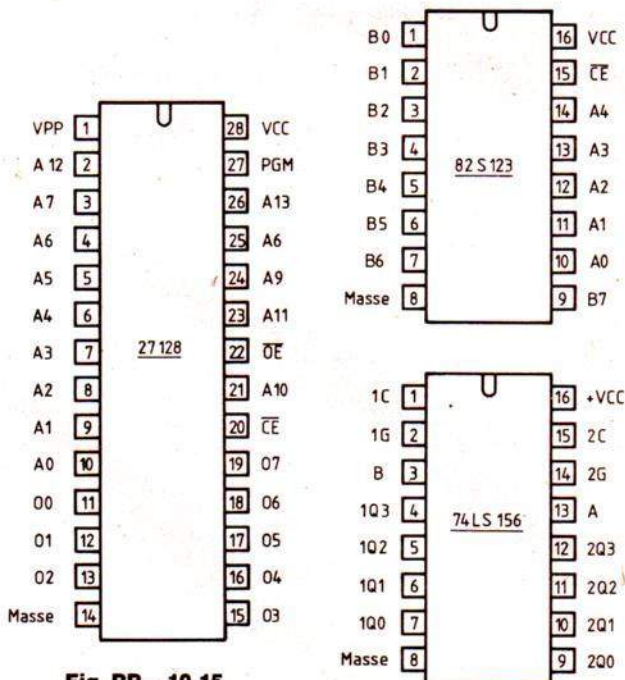 VPP 1 28 VCC
A 12 2 27 PGM
A7 3 26 A13
A6 4 25 A6
A5 5 24 A9
A4 6 23 A11
A3 7 27128 22 OE
A2 8 21 A10
A1 9 20 CE
A0 10 19 07
00 11 18 06
01 12 17 05
02 13 16 04
Masse 14 15 03
B0 1 16 VCC
B1 2 15 CE
B2 3 14 A4
B3 4 13 A3
82 S 123
B4 5 12 A2
B5 6 11 A1
B6 7 10 A0
Masse 8 9 B7
1C 1 16 +VCC
1G 2 15 2C
B 3 14 2G
1Q3 4 13 A
74LS 156
1Q2 5 12 2Q3
1Q1 6 11 2Q2
1Q0 7 10 2Q1
Masse 8 9 2Q0